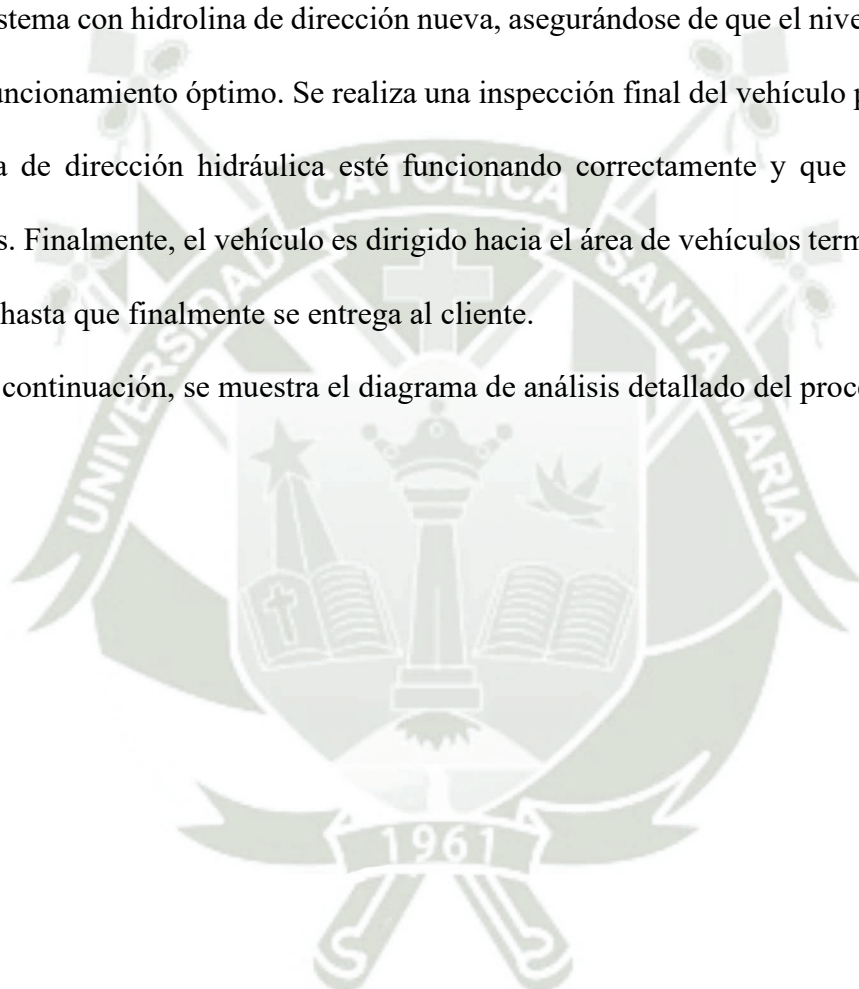 stema con hidrolina de dirección nueva, asegurándose de que el nive
uncionamiento óptimo. Se realiza una inspección final del vehículo p
a de dirección hidráulica esté funcionando correctamente y que
s. Finalmente, el vehículo es dirigido hacia el área de vehículos term
hasta que finalmente se entrega al cliente.
continuación, se muestra el diagrama de análisis detallado del proc
UNIVERSIDAD CATOLICA SANTA MARIA
1961